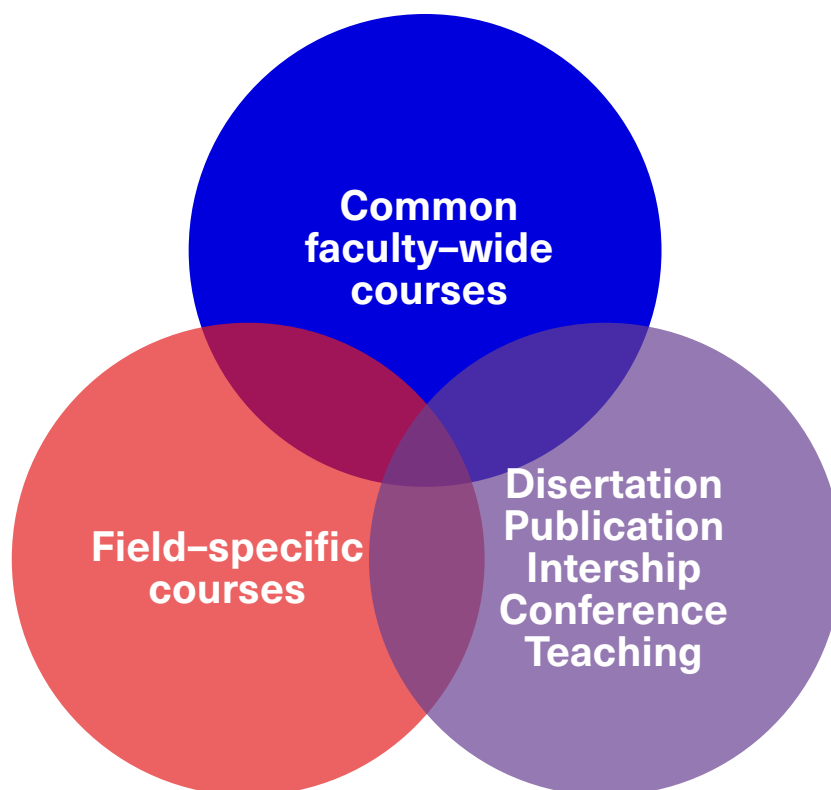 Common
faculty–wide
courses
Field–specific
courses
Disertation
Publication
Intership
Conference
Teaching